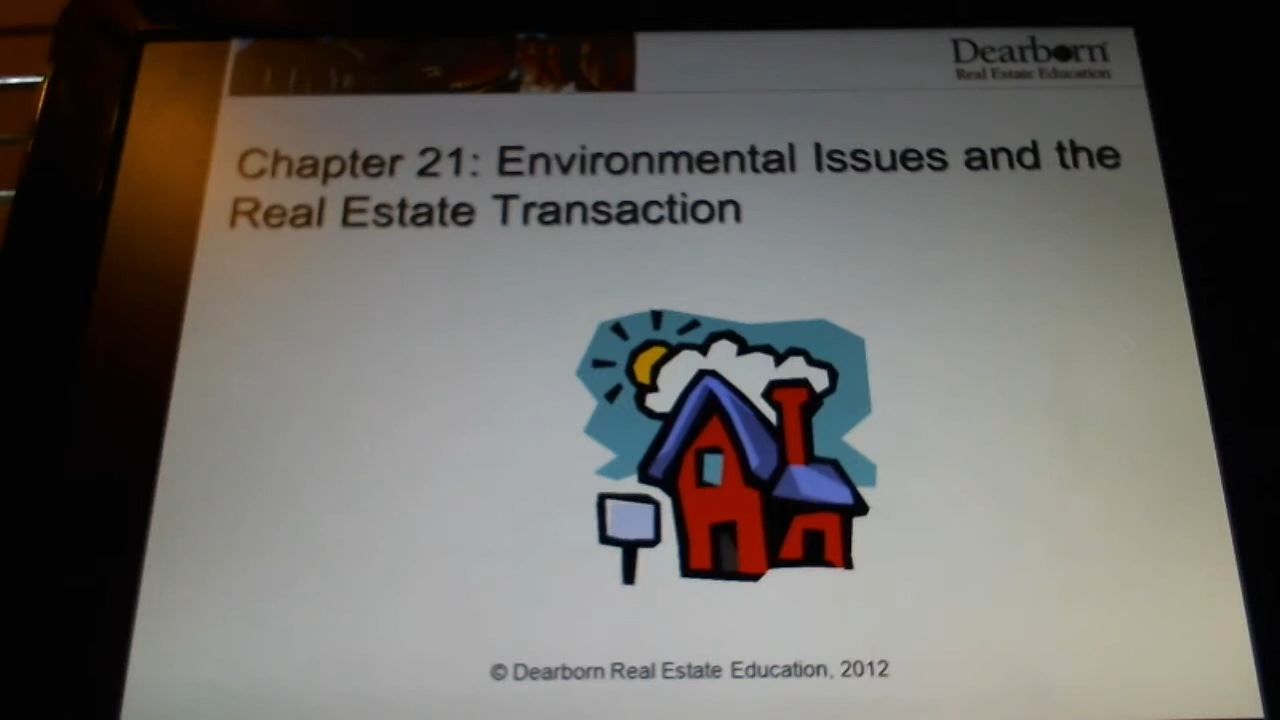 Dearborn
Real Estate Education
Chapter 21: Environmental Issues and the
Real Estate Transaction
© Dearborn Real Estate Education, 2012